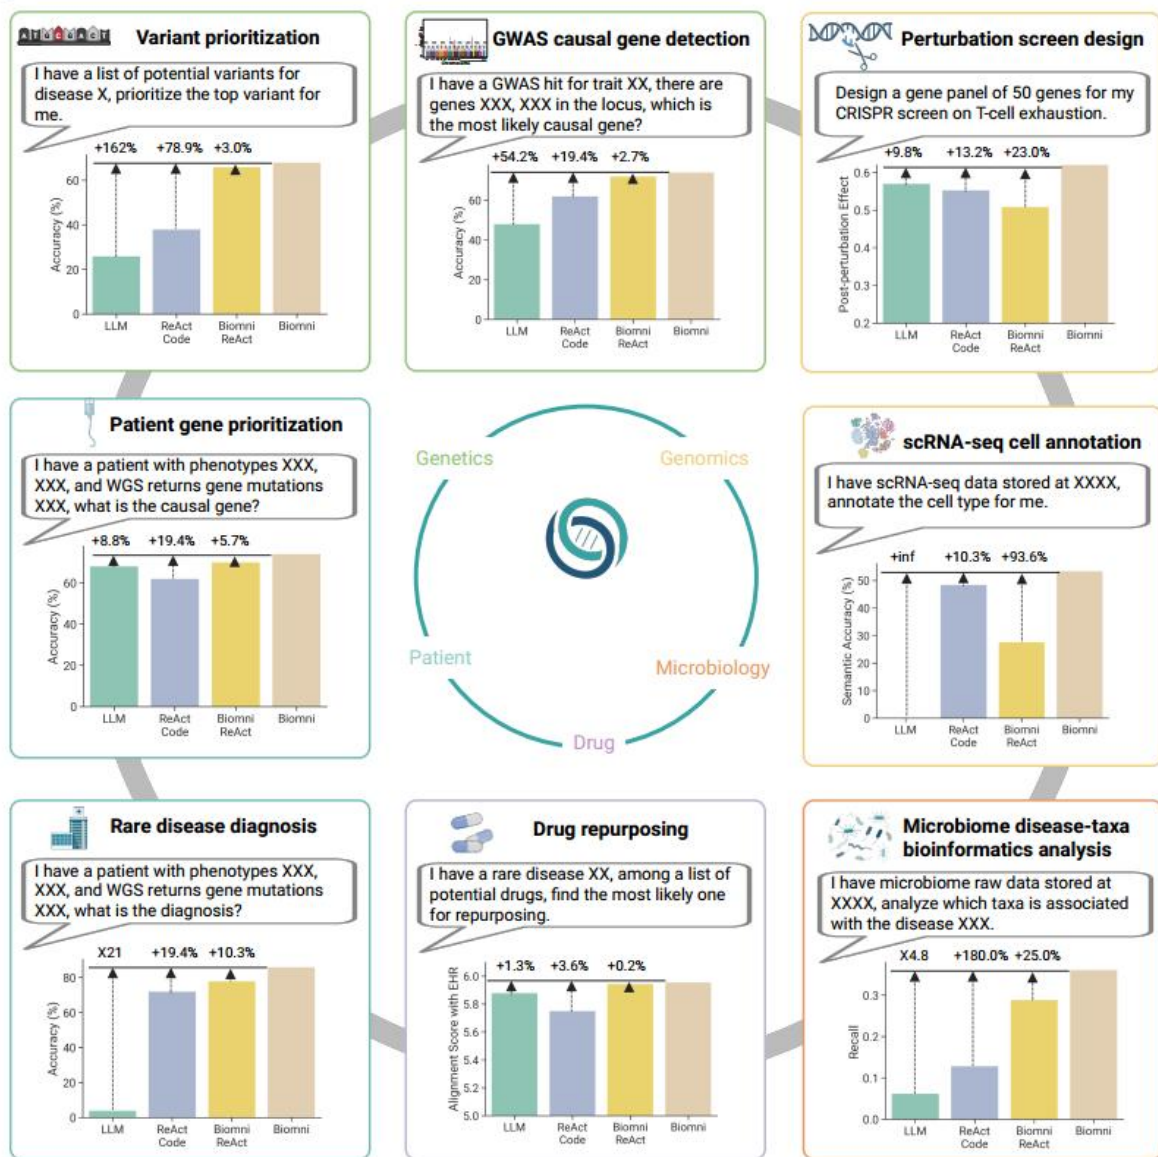 A T G C G A C T
Variant prioritization
I have a list of potential variants for
disease X, prioritize the top variant for
me.
+162% +78.9% +3.0%
Accuracy (%)
60
40
20
0
LLM ReAct Code Biomni ReAct Biomni
GWAS causal gene detection
I have a GWAS hit for trait XX, there are
genes XXX, XXX in the locus, which is
the most likely causal gene?
+54.2% +19.4% +2.7%
Accuracy (%)
60
40
20
0
LLM ReAct Code Biomni ReAct Biomni
Perturbation screen design
Design a gene panel of 50 genes for my
CRISPR screen on T-cell exhaustion.
+9.8% +13.2% +23.0%
Post-perturbation Effect
0.6
0.5
0.4
0.3
0.2
LLM ReAct Code Biomni ReAct Biomni
Patient gene prioritization
I have a patient with phenotypes XXX,
XXX, and WGS returns gene mutations
XXX, what is the causal gene?
+8.8% +19.4% +5.7%
Accuracy (%)
60
40
20
0
LLM ReAct Code Biomni ReAct Biomni
Genetics
Genomics
Patient
Microbiology
Drug
scRNA-seq cell annotation
I have scRNA-seq data stored at XXXX,
annotate the cell type for me.
+inf +10.3% +93.6%
Semantic Accuracy (%)
50
40
30
20
10
0
LLM ReAct Code Biomni ReAct Biomni
Rare disease diagnosis
I have a patient with phenotypes XXX,
XXX, and WGS returns gene mutations
XXX, what is the diagnosis?
X21 +19.4% +10.3%
Accuracy (%)
80
60
40
20
0
LLM ReAct Code Biomni ReAct Biomni
Drug repurposing
I have a rare disease XX, among a list of
potential drugs, find the most likely one
for repurposing.
+1.3% +3.6% +0.2%
Alignment Score with EHR
6.0
5.8
5.6
5.4
5.2
5.0
LLM ReAct Code Biomni ReAct Biomni
Microbiome disease-taxa
bioinformatics analysis
I have microbiome raw data stored at
XXXX, analyze which taxa is associated
with the disease XXX.
X4.8 +180.0% +25.0%
Recall
0.3
0.2
0.1
0.0
LLM ReAct Code Biomni ReAct Biomni